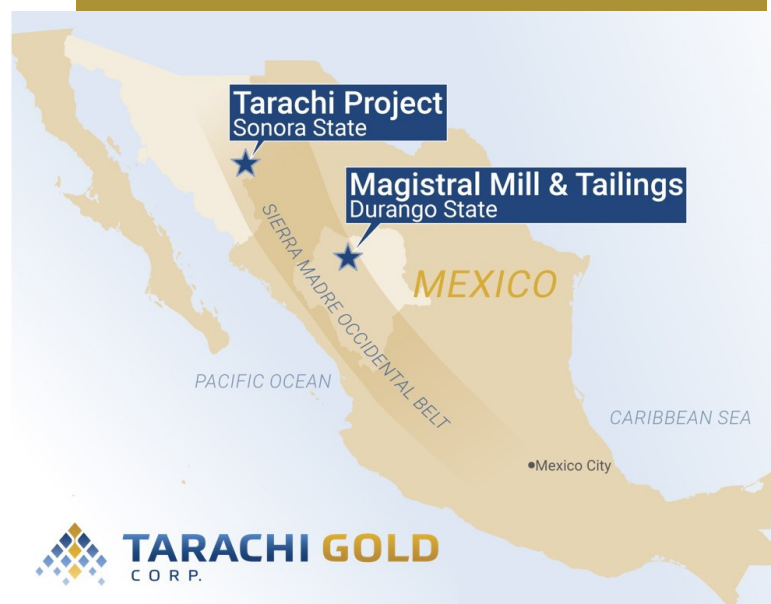 Tarachi Project
Sonora State
Magistral Mill & Tailings
Durango State
MEXICO
SIERRA MADRE OCCIDENTAL BELT
PACIFIC OCEAN
CARIBBEAN SEA
Mexico City
TARACHI GOLD
CORP.